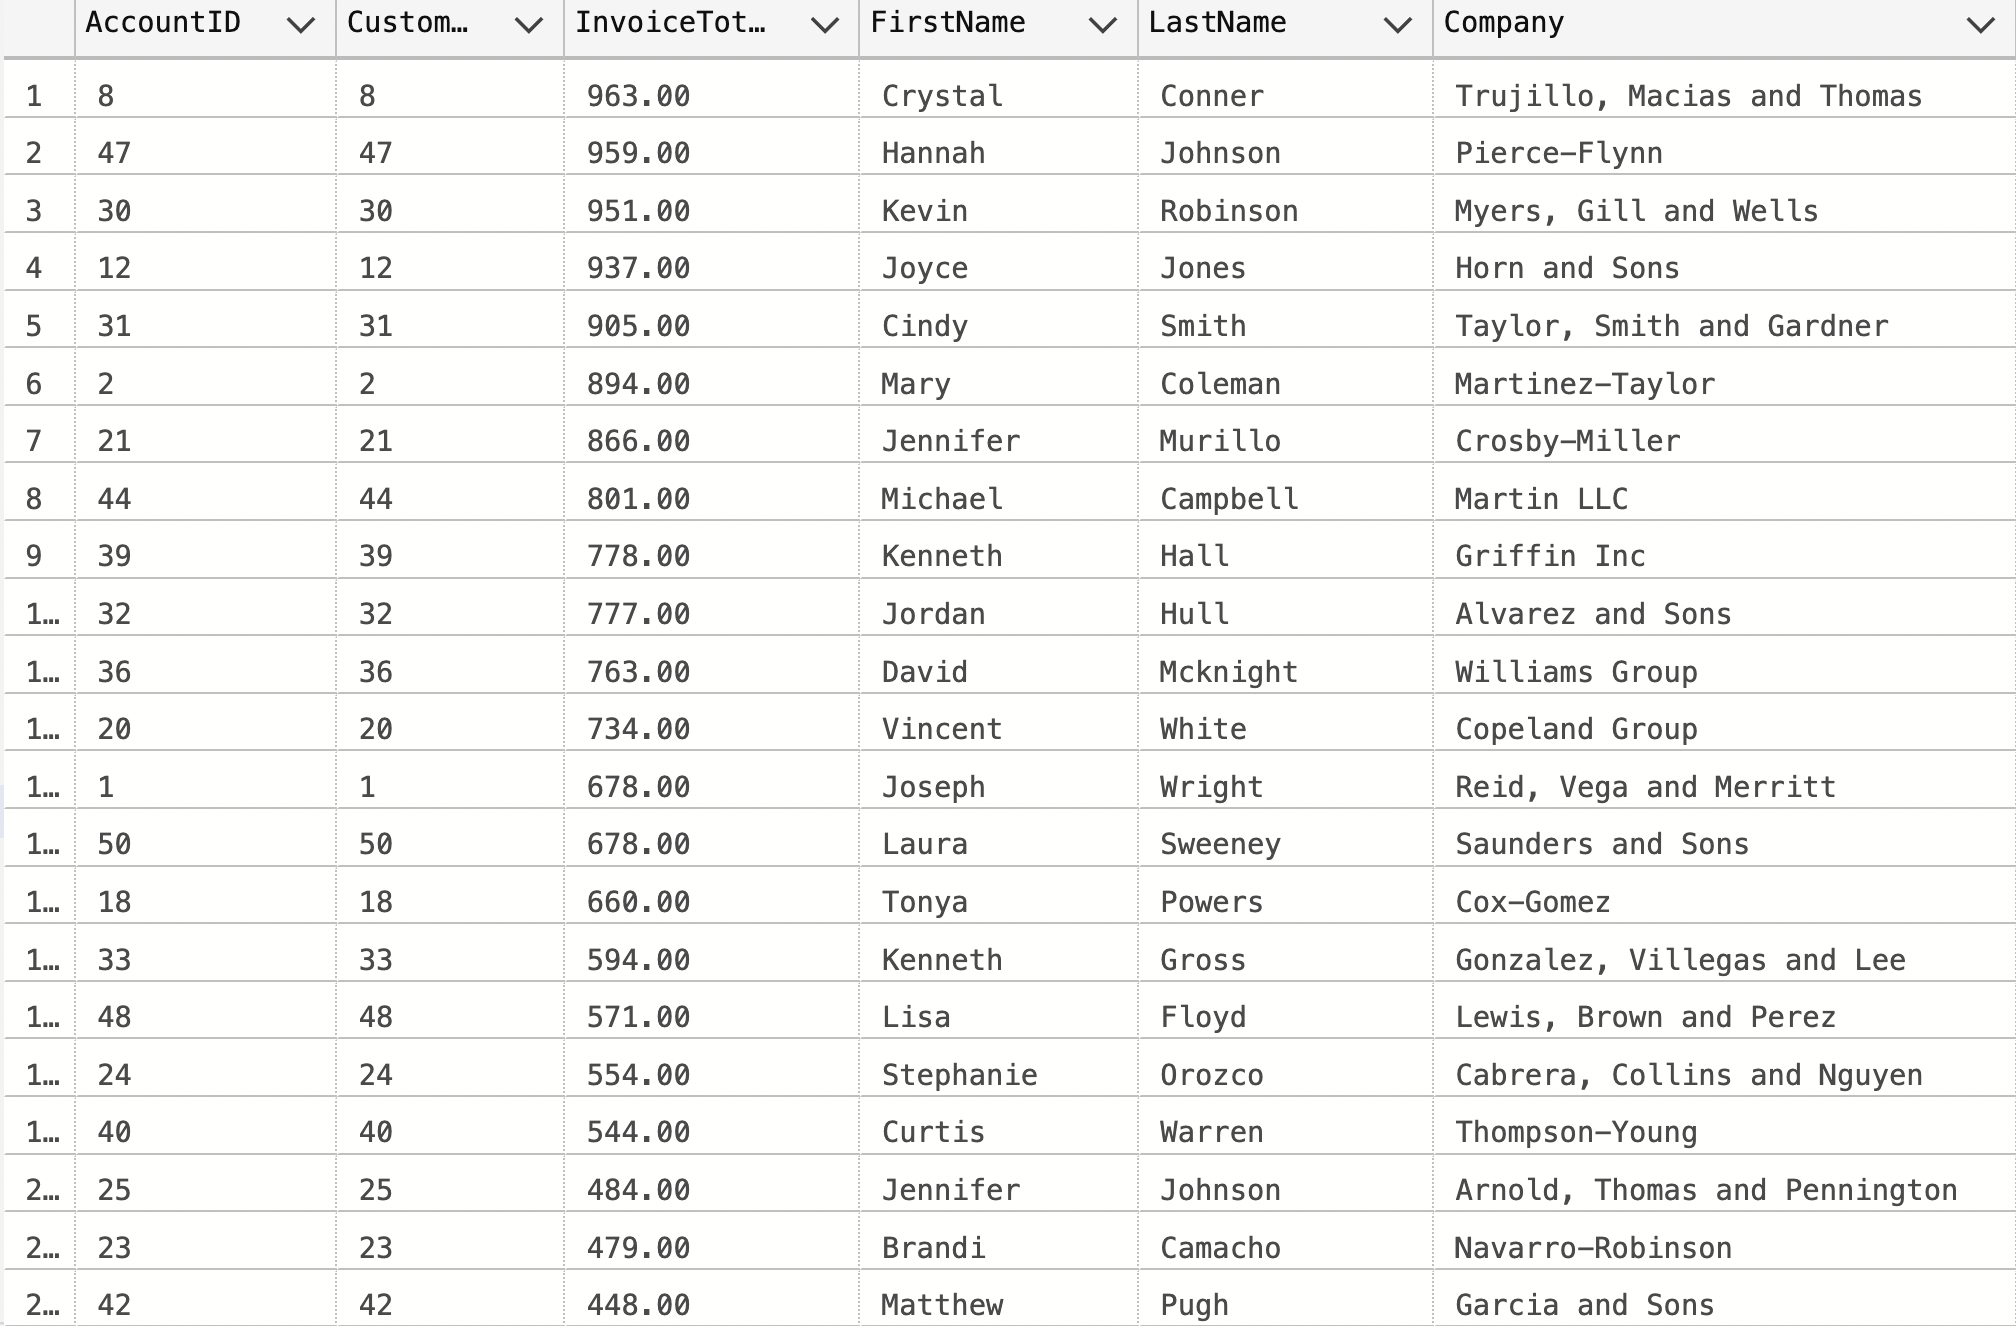 AccountID Custom… InvoiceTot… FirstName LastName Company
1 8 8 963.00 Crystal Conner Trujillo, Macias and Thomas
2 47 47 959.00 Hannah Johnson Pierce-Flynn
3 30 30 951.00 Kevin Robinson Myers, Gill and Wells
4 12 12 937.00 Joyce Jones Horn and Sons
5 31 31 905.00 Cindy Smith Taylor, Smith and Gardner
6 2 2 894.00 Mary Coleman Martinez-Taylor
7 21 21 866.00 Jennifer Murillo Crosby-Miller
8 44 44 801.00 Michael Campbell Martin LLC
9 39 39 778.00 Kenneth Hall Griffin Inc
1… 32 32 777.00 Jordan Hull Alvarez and Sons
1… 36 36 763.00 David Mcknight Williams Group
1… 20 20 734.00 Vincent White Copeland Group
1… 1 1 678.00 Joseph Wright Reid, Vega and Merritt
1… 50 50 678.00 Laura Sweeney Saunders and Sons
1… 18 18 660.00 Tonya Powers Cox-Gomez
1… 33 33 594.00 Kenneth Gross Gonzalez, Villegas and Lee
1… 48 48 571.00 Lisa Floyd Lewis, Brown and Perez
1… 24 24 554.00 Stephanie Orozco Cabrera, Collins and Nguyen
1… 40 40 544.00 Curtis Warren Thompson-Young
2… 25 25 484.00 Jennifer Johnson Arnold, Thomas and Pennington
2… 23 23 479.00 Brandi Camacho Navarro-Robinson
2… 42 42 448.00 Matthew Pugh Garcia and Sons